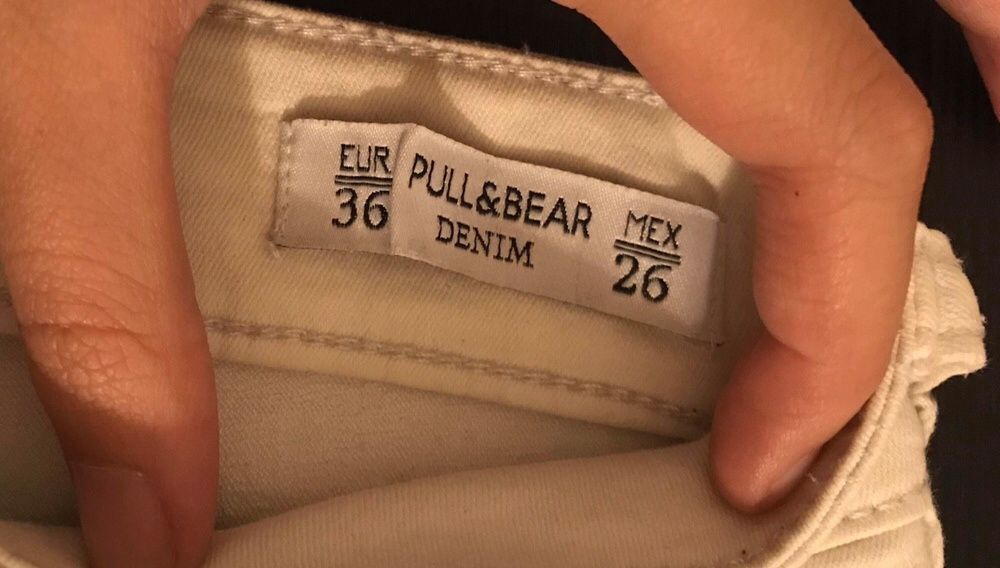 EUR
36
PULL&BEAR
DENIM
MEX
26